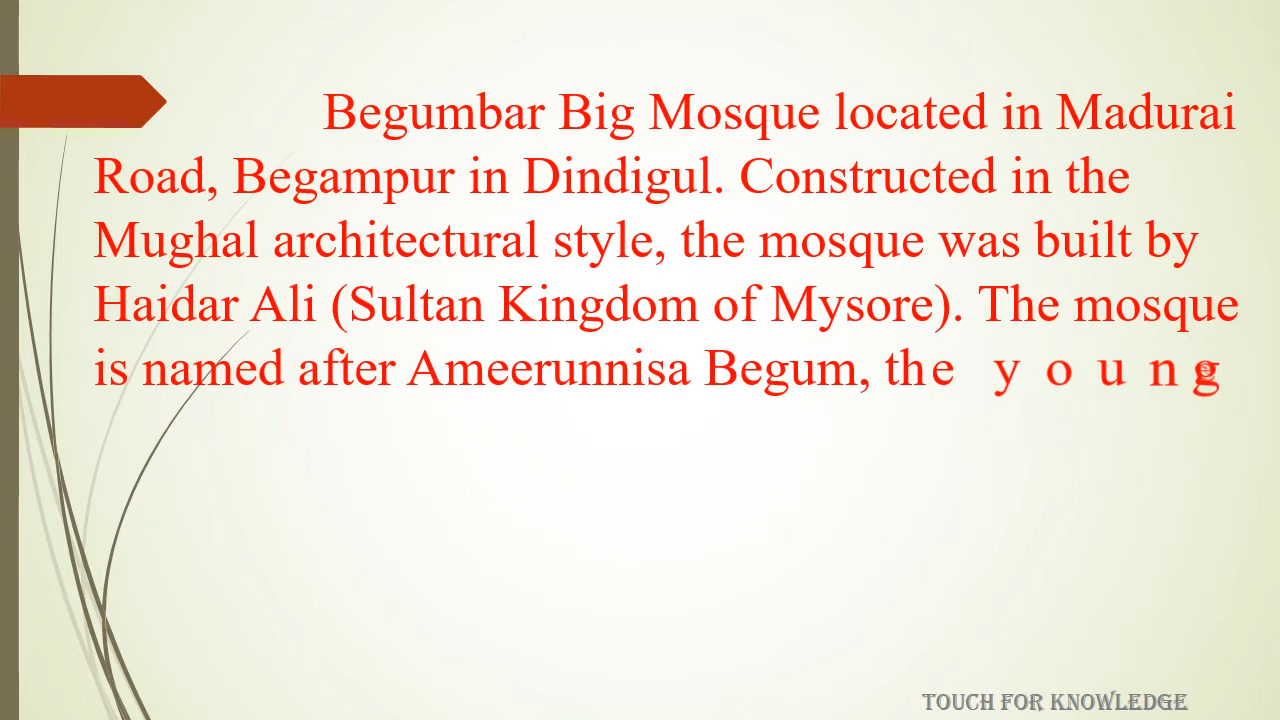 Begumbar Big Mosque located in Madurai
Road, Begampur in Dindigul. Constructed in the
Mughal architectural style, the mosque was built by
Haidar Ali (Sultan Kingdom of Mysore). The mosque
is named after Ameerunnisa Begum, the young
TOUCH FOR KNOWLEDGE